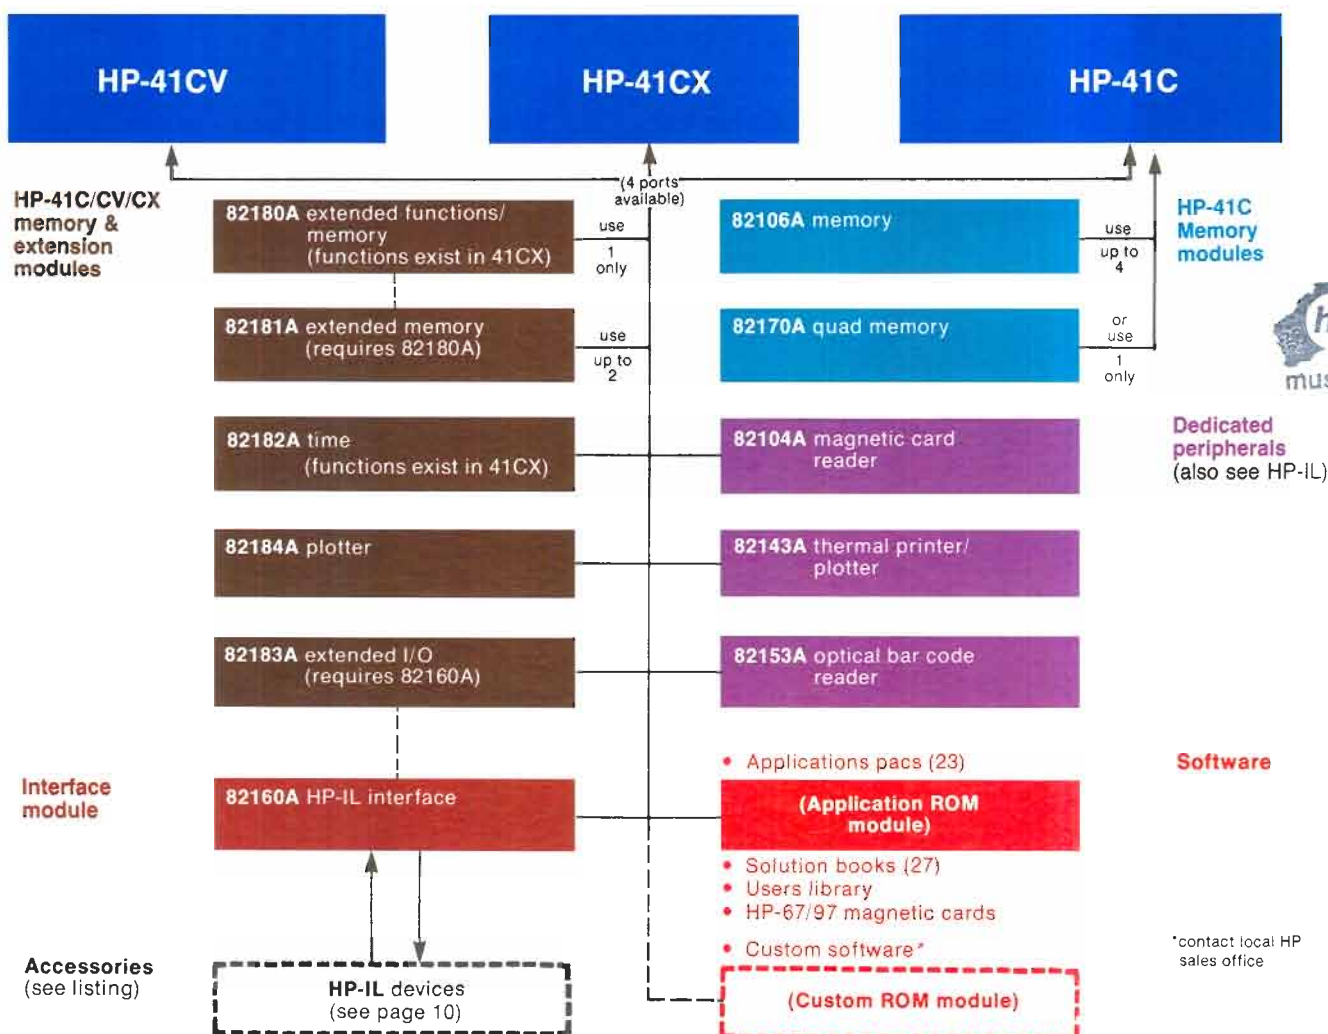 HP-41CV
HP-41CX
HP-41C
(4 ports
available)
HP-41C/CV/CX
memory &
extension
modules
82180A extended functions/
memory
(functions exist in 41CX)
use
1
only
82106A memory
use
up to
4
HP-41C
Memory
modules
82181A extended memory
(requires 82180A)
use
up to
2
82170A quad memory
or
use
1
only
82182A time
(functions exist in 41CX)
82104A magnetic card
reader
Dedicated
peripherals
(also see HP-IL)
82184A plotter
82143A thermal printer/
plotter
82183A extended I/O
(requires 82160A)
82153A optical bar code
reader
Interface
module
82160A HP-IL interface
• Applications pacs (23)
(Application ROM
module)
Software
• Solution books (27)
• Users library
• HP-67/97 magnetic cards
• Custom software*
*contact local HP
sales office
Accessories
(see listing)
HP-IL devices
(see page 10)
(Custom ROM module)